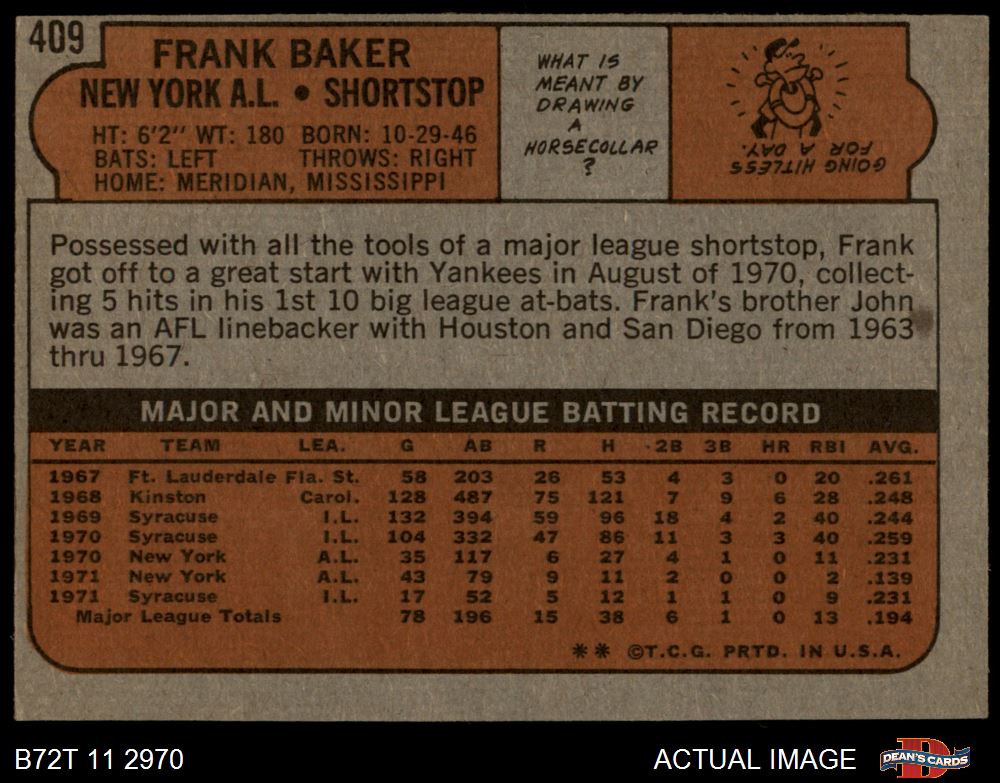 409
FRANK BAKER
NEW YORK A.L. • SHORTSTOP
HT: 6'2" WT: 180 BORN: 10-29-46
BATS: LEFT THROWS: RIGHT
HOME: MERIDIAN, MISSISSIPPI
WHAT IS
MEANT BY
DRAWING
A
HORSECOLLAR
?
GOING HITLESS
FOR A DAY.
Possessed with all the tools of a major league shortstop, Frank
got off to a great start with Yankees in August of 1970, collect-
ing 5 hits in his 1st 10 big league at-bats. Frank's brother John
was an AFL linebacker with Houston and San Diego from 1963
thru 1967.
MAJOR AND MINOR LEAGUE BATTING RECORD
YEAR TEAM LEA. G AB R H 2B 3B HR RBI AVG.
1967 Ft. Lauderdale Fla. St. 58 203 26 53 4 3 0 20 .261
1968 Kinston Carol. 128 487 75 121 7 9 6 28 .248
1969 Syracuse I.L. 132 394 59 96 18 4 2 40 .244
1970 Syracuse I.L. 104 332 47 86 11 3 3 40 .259
1970 New York A.L. 35 117 6 27 4 1 0 11 .231
1971 New York A.L. 43 79 9 11 2 0 0 2 .139
1971 Syracuse I.L. 17 52 5 12 1 1 0 9 .231
Major League Totals 78 196 15 38 6 1 0 13 .194
** ©T.C.G. PRTD. IN U.S.A.
B72T 11 2970 ACTUAL IMAGE DEAN'S CARDS